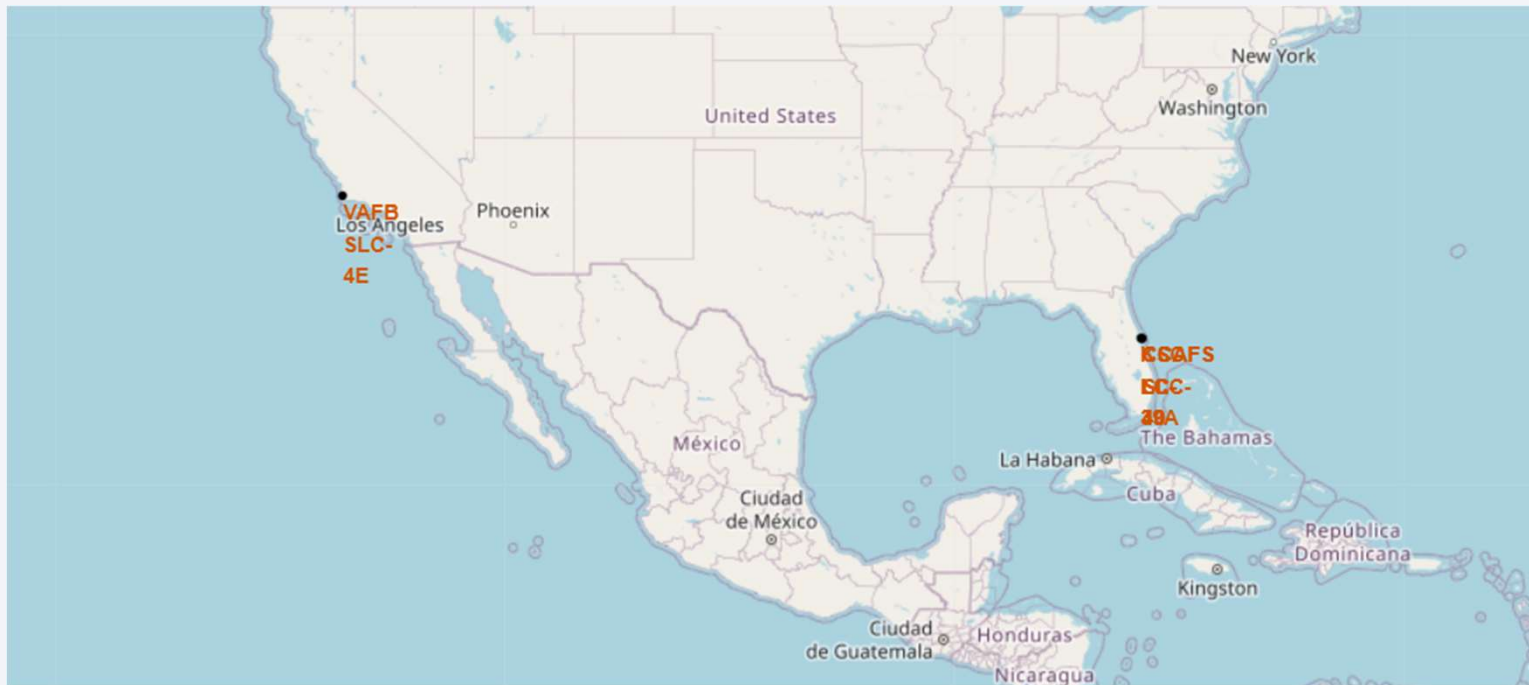 New York
Washington
United States
VAFB
Los Angeles
SLC-
4E
Phoenix
The Bahamas
México
La Habana
Cuba
Ciudad
de México
República
Dominicana
Kingston
Ciudad
de Guatemala
Honduras
Nicaragua